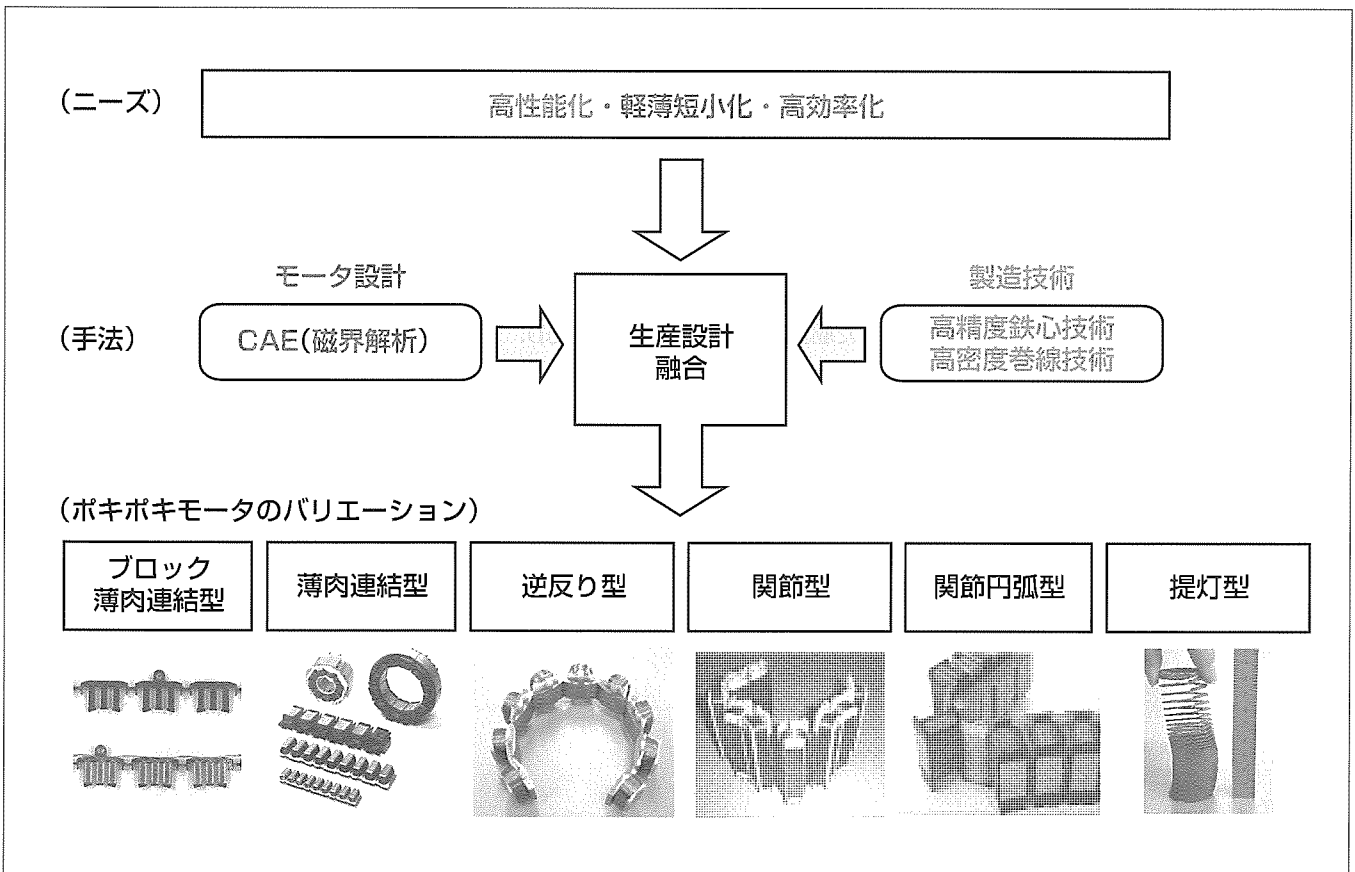 (ニーズ)
高性能化・軽薄短小化・高効率化
モータ設計
製造技術
(手法)
CAE(磁界解析)
生産設計
融合
高精度鉄心技術
高密度巻線技術
(ポキポキモータのバリエーション)
ブロック
薄肉連結型
薄肉連結型
逆反り型
関節型
関節円弧型
提灯型